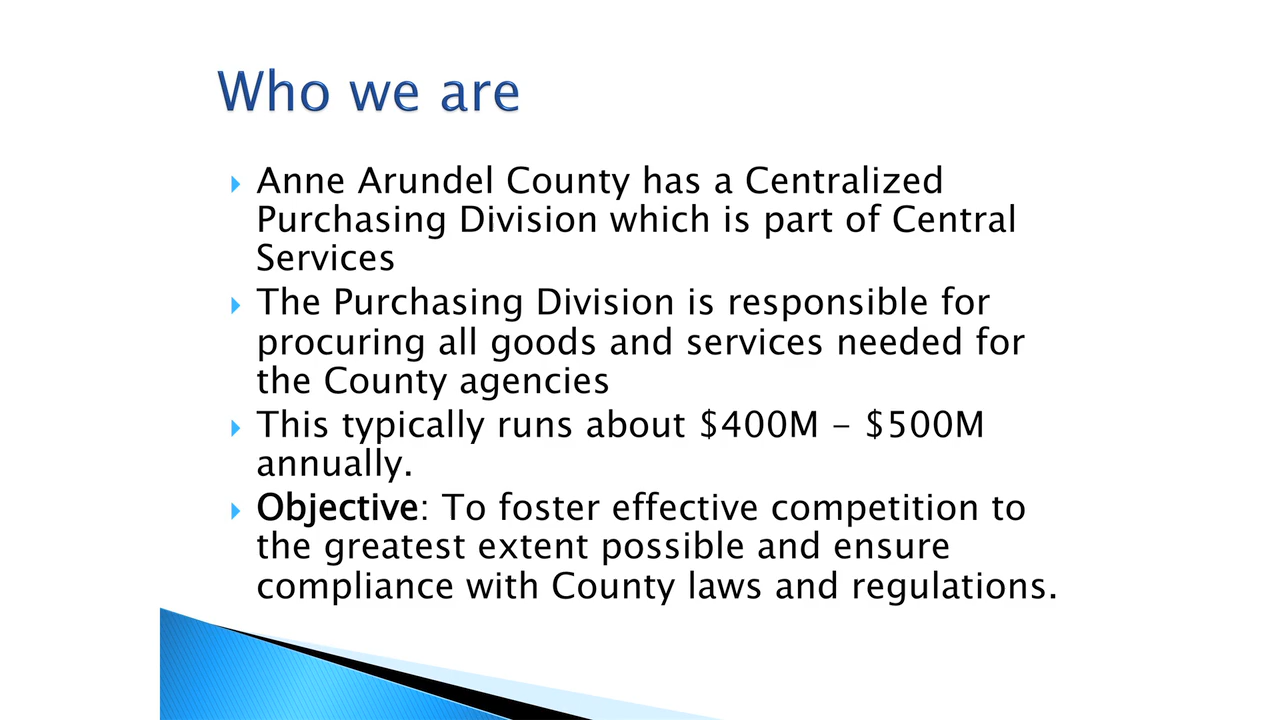 Who we are
Anne Arundel County has a Centralized
Purchasing Division which is part of Central
Services
The Purchasing Division is responsible for
procuring all goods and services needed for
the County agencies
This typically runs about $400M - $500M
annually.
Objective: To foster effective competition to
the greatest extent possible and ensure
compliance with County laws and regulations.